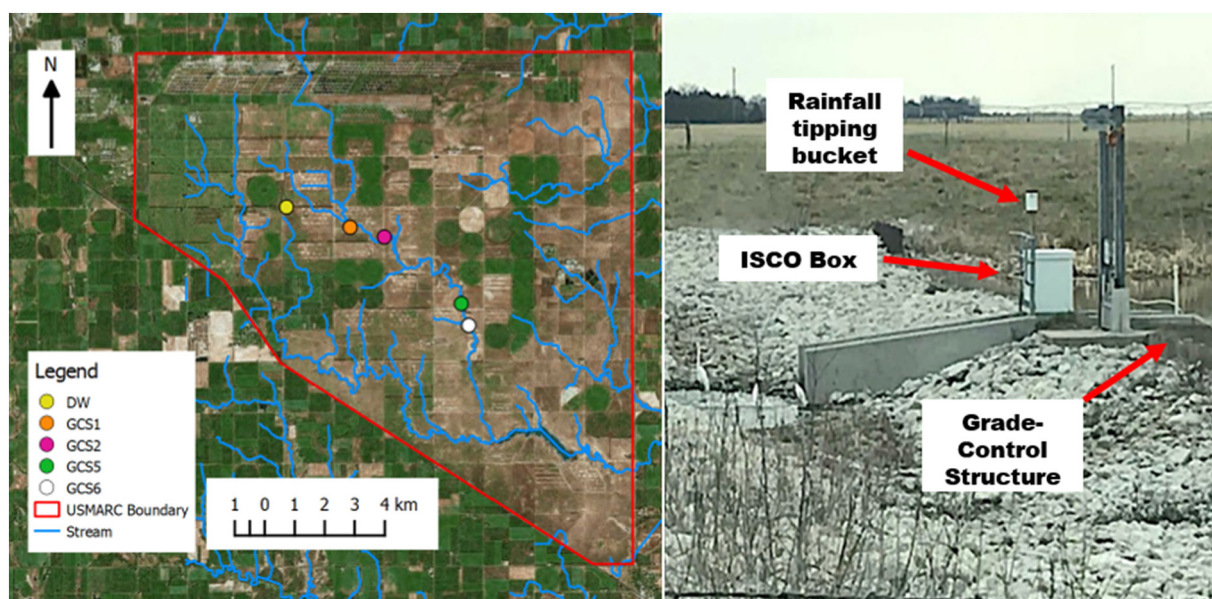 N
Legend
DW
GCS1
GCS2
GCS5
GCS6
USMARC Boundary
Stream
1 0 1 2 3 4 km
Rainfall
tipping
bucket
ISCO Box
Grade-
Control
Structure